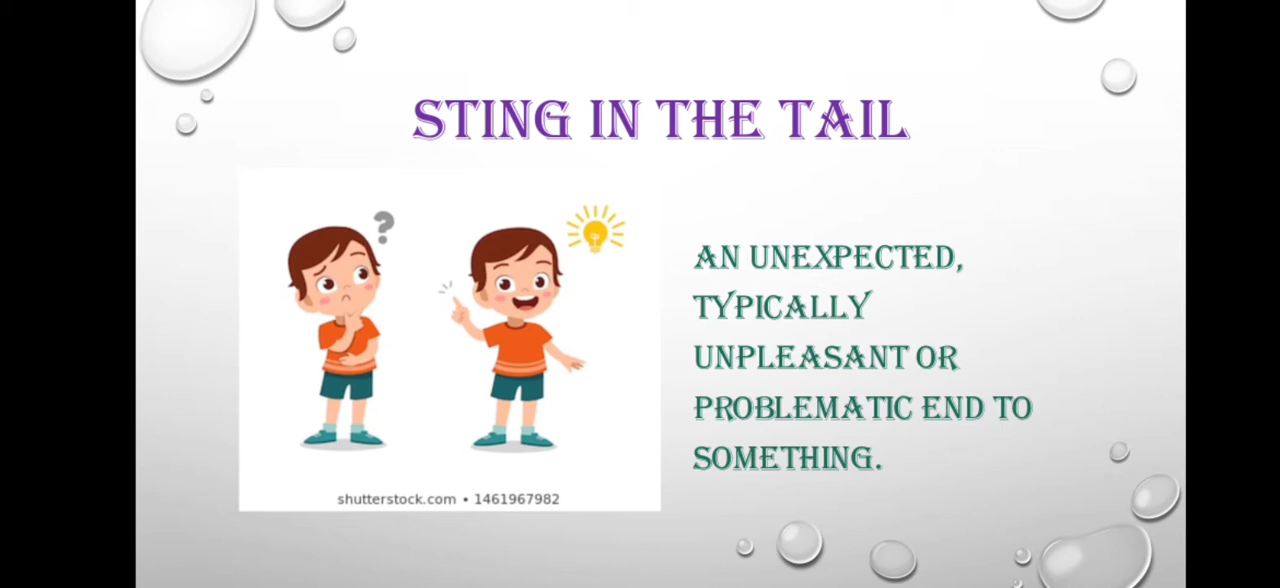 STING IN THE TAIL
AN UNEXPECTED,
TYPICALLY
UNPLEASANT OR
PROBLEMATIC END TO
SOMETHING.
?
shutterstock.com • 1461967982